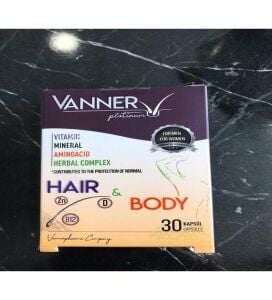 VANNER
platinum
FOR MEN
FOR WOMEN
VITAMIN
MINERAL
AMINOACID
HERBAL COMPLEX
*CONTRIBUTES TO THE PROTECTION OF NORMAL
HAIR & BODY
Zn D
B12
30 KAPSÜL
CAPSULES
Vannerpharma Company